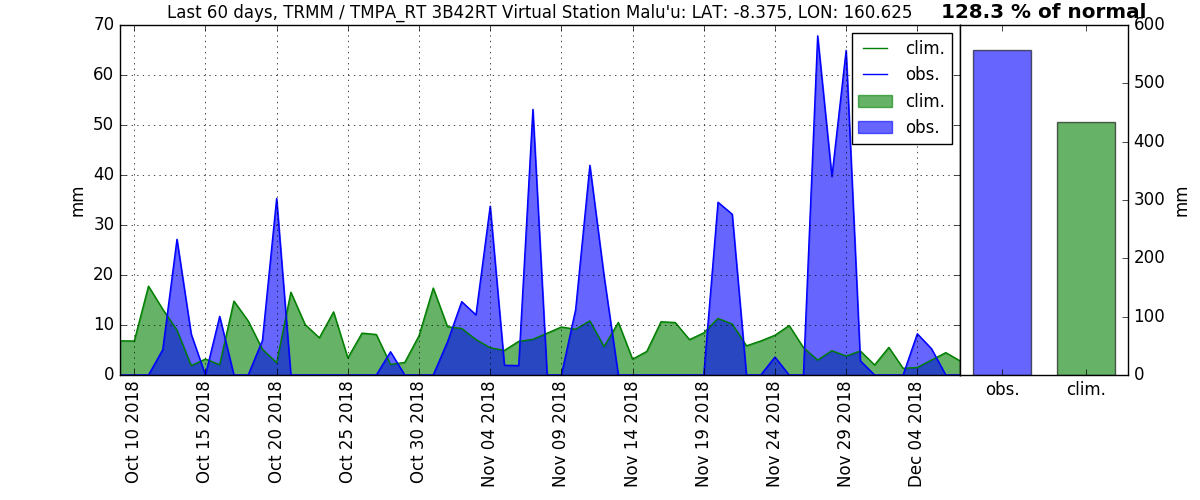 Last 60 days, TRMM / TMPA_RT 3B42RT Virtual Station Malu'u: LAT: -8.375, LON: 160.625
128.3 % of normal
70
60
50
40
30
20
10
0
mm
clim.
obs.
clim.
obs.
600
500
400
300
200
100
0
mm
obs.
clim.
Oct 10 2018
Oct 15 2018
Oct 20 2018
Oct 25 2018
Oct 30 2018
Nov 04 2018
Nov 09 2018
Nov 14 2018
Nov 19 2018
Nov 24 2018
Nov 29 2018
Dec 04 2018